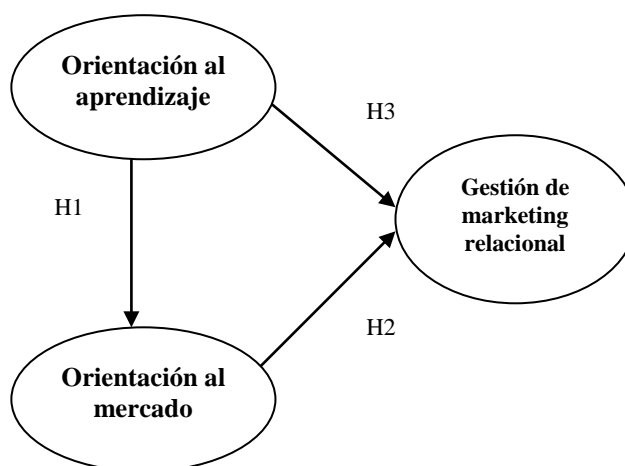 Orientación al
aprendizaje
H3
Gestión de
marketing
relacional
H1
H2
Orientación al
mercado